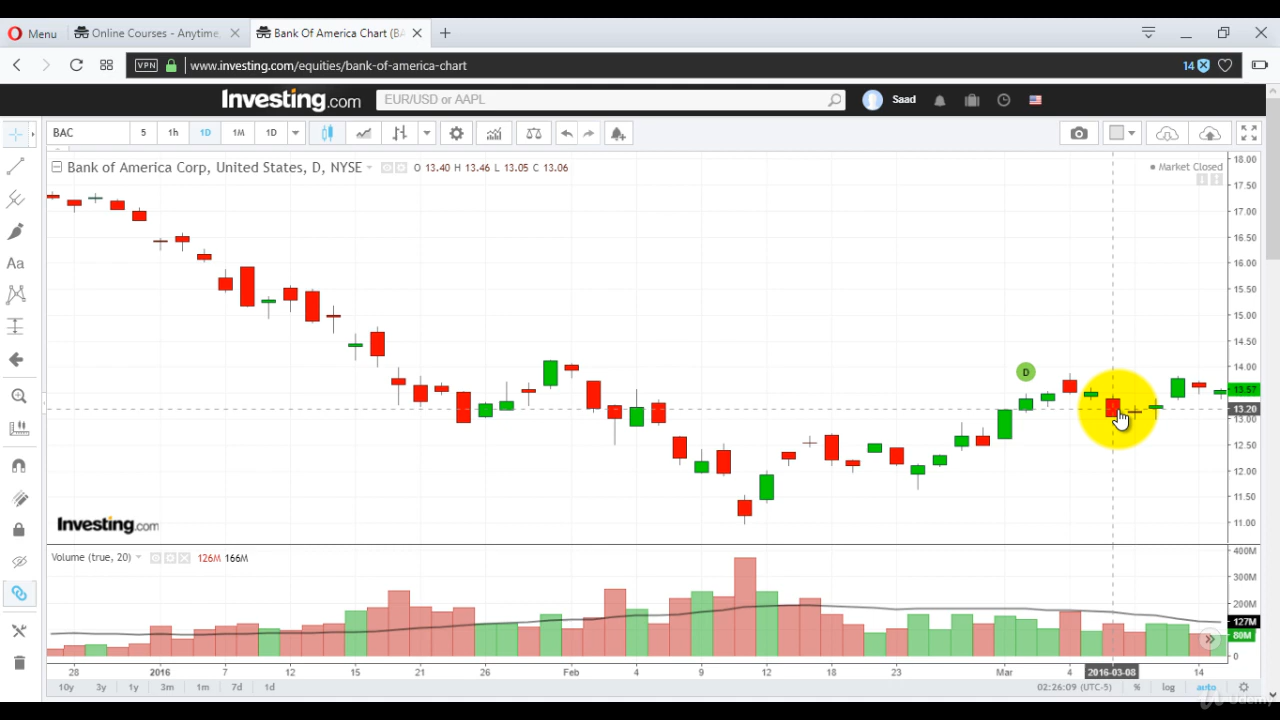 Menu
Online Courses - Anytime,
Bank Of America Chart (BA
VPN
www.investing.com/equities/bank-of-america-chart
14
Investing.com
EUR/USD or AAPL
Saad
BAC
5
1h
1D
1M
1D
Bank of America Corp, United States, D, NYSE
O 13.40 H 13.46 L 13.05 C 13.06
Market Closed
Aa
18.00
17.50
17.00
16.50
16.00
15.50
15.00
14.50
14.00
13.57
13.20
13.00
12.50
12.00
11.50
11.00
D
Investing.com
Volume (true, 20)
126M 166M
400M
300M
200M
127M
80M
0
28
2016
7
12
15
21
26
Feb
4
9
12
18
23
Mar
4
2016-03-08
14
10y
3y
1y
3m
1m
7d
1d
02:26:09 (UTC-5)
%
log
auto
Udemy